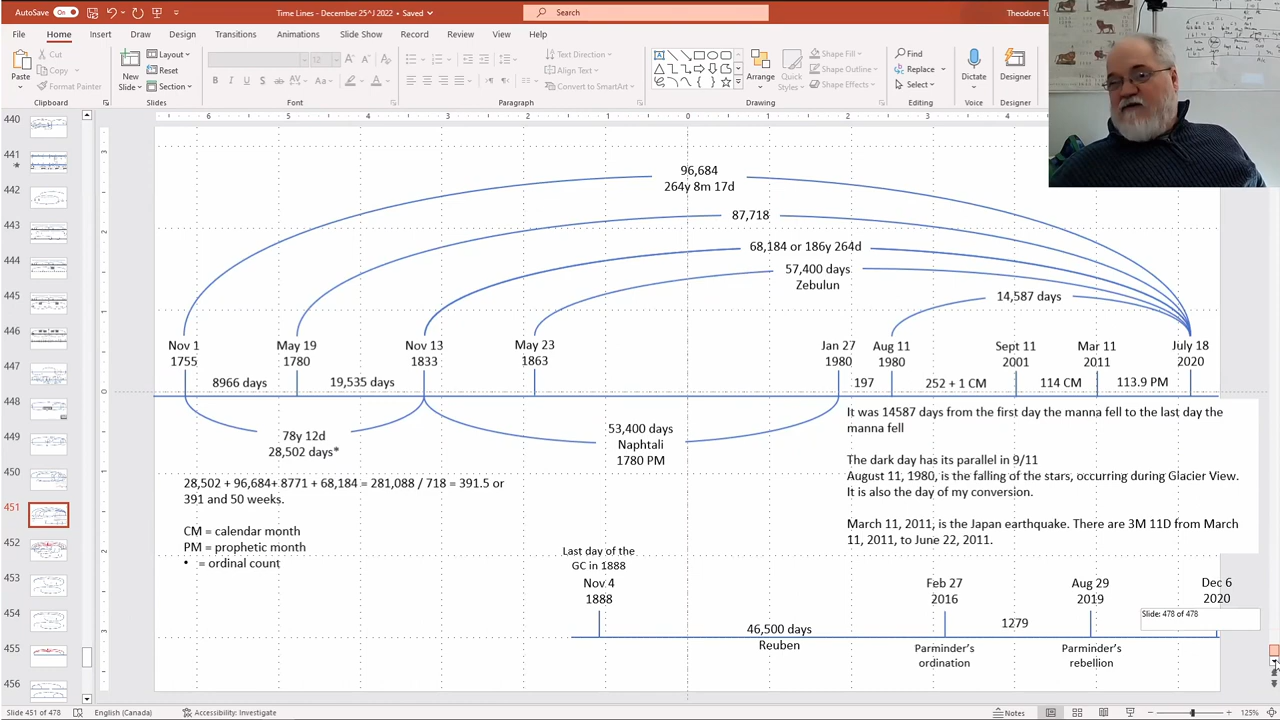 AutoSave On Time Lines - December 25^J 2022 • Saved Search Theodore Tu
File Home Insert Draw Design Transitions Animations Slide Show Record Review View Help
Paste
Cut
Copy
Format Painter
Clipboard
New
Slide
Layout
Reset
Section
Slides
Font
Text Direction
Align Text
Convert to SmartArt
Paragraph
Arrange
Quick
Styles
Shape Fill
Shape Outline
Shape Effects
Drawing
Find
Replace
Select
Editing
Dictate
Voice
Designer
Designer
440
441
442
443
444
445
446
447
448
449
450
451
452
453
454
455
456
96,684
264y 8m 17d
87,718
68,184 or 186y 264d
57,400 days
Zebulun
14,587 days
Nov 1
1755
May 19
1780
Nov 13
1833
May 23
1863
Jan 27
1980
Aug 11
1980
Sept 11
2001
Mar 11
2011
July 18
2020
8966 days
19,535 days
197
252 + 1 CM
114 CM
113.9 PM
78y 12d
28,502 days*
53,400 days
Naphtali
1780 PM
It was 14587 days from the first day the manna fell to the last day the
manna fell
The dark day has its parallel in 9/11
August 11, 1980, is the falling of the stars, occurring during Glacier View.
It is also the day of my conversion.
March 11, 2011, is the Japan earthquake. There are 3M 11D from March
11, 2011, to June 22, 2011.
28,502 + 96,684+ 8771 + 68,184 = 281,088 / 718 = 391.5 or
391 and 50 weeks.
CM = calendar month
PM = prophetic month
• = ordinal count
Last day of the
GC in 1888
Nov 4
1888
Feb 27
2016
Aug 29
2019
Dec 6
2020
46,500 days
Reuben
1279
Parminder's
ordination
Parminder's
rebellion
Slide: 478 of 478
Slide 451 of 478 English (Canada) Accessibility: Investigate Notes 125%